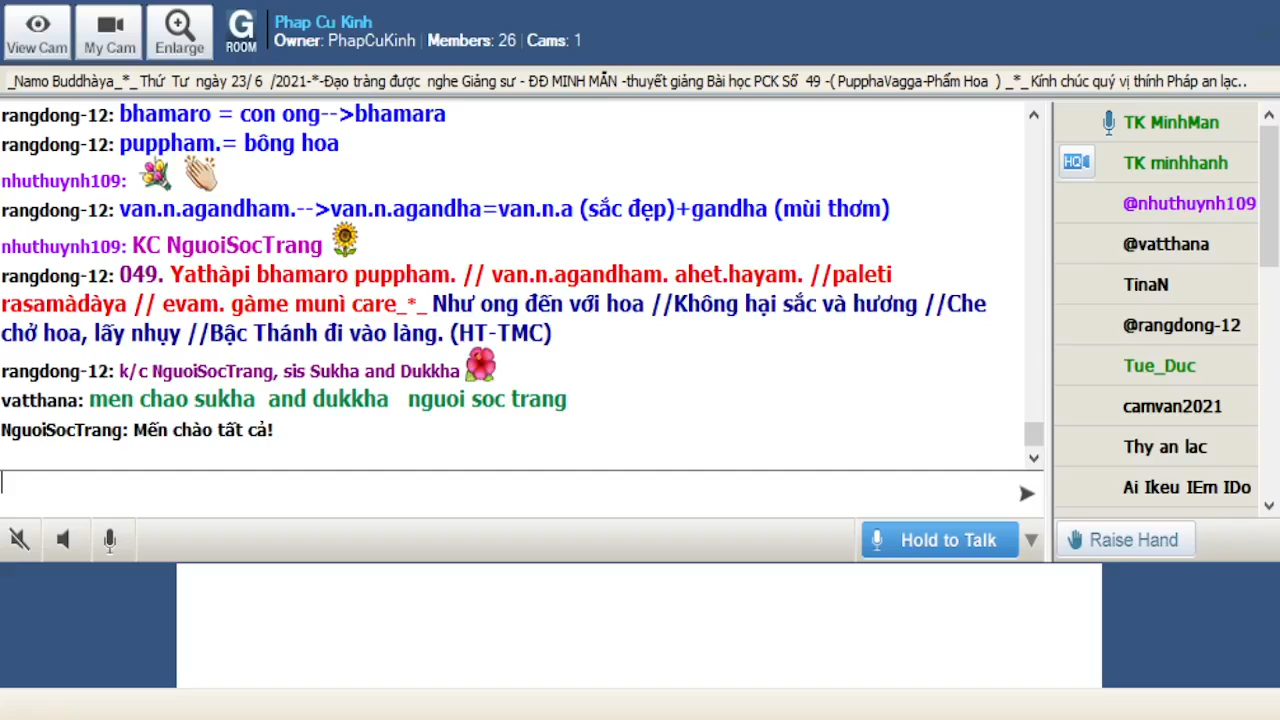 View Cam
My Cam
Enlarge
G
ROOM
Phap Cu Kinh
Owner: PhapCuKinh | Members: 26 | Cams: 1
_Namo Buddhàya_*_ Thứ Tư ngày 23/ 6 /2021-*-Đạo tràng được nghe Giảng sư - ĐĐ MINH MẪN -thuyết giảng Bài học PCK Số 49 -( PupphaVagga-Phẩm Hoa ) _*_ Kính chúc quý vị thính Pháp an lạc..
rangdong-12: bhamaro = con ong-->bhamara
rangdong-12: puppham.= bông hoa
nhuthuynh109:
rangdong-12: van.n.agandham.-->van.n.agandha=van.n.a (sắc đẹp)+gandha (mùi thơm)
nhuthuynh109: KC NguoiSocTrang
rangdong-12: 049. Yathàpi bhamaro puppham. // van.n.agandham. ahet.hayam. //paleti
rasamàdàya // evam. gàme munì care_*_ Như ong đến với hoa //Không hại sắc và hương //Che
chở hoa, lấy nhụy //Bậc Thánh đi vào làng. (HT-TMC)
rangdong-12: k/c NguoiSocTrang, sis Sukha and Dukkha
vatthana: men chao sukha and dukkha nguoi soc trang
NguoiSocTrang: Mến chào tất cả!
Hold to Talk
TK MinhMan
HQ
TK minhhanh
@nhuthuynh109
@vatthana
TinaN
@rangdong-12
Tue_Duc
camvan2021
Thy an lac
Ai Ikeu IEm IDo
Raise Hand